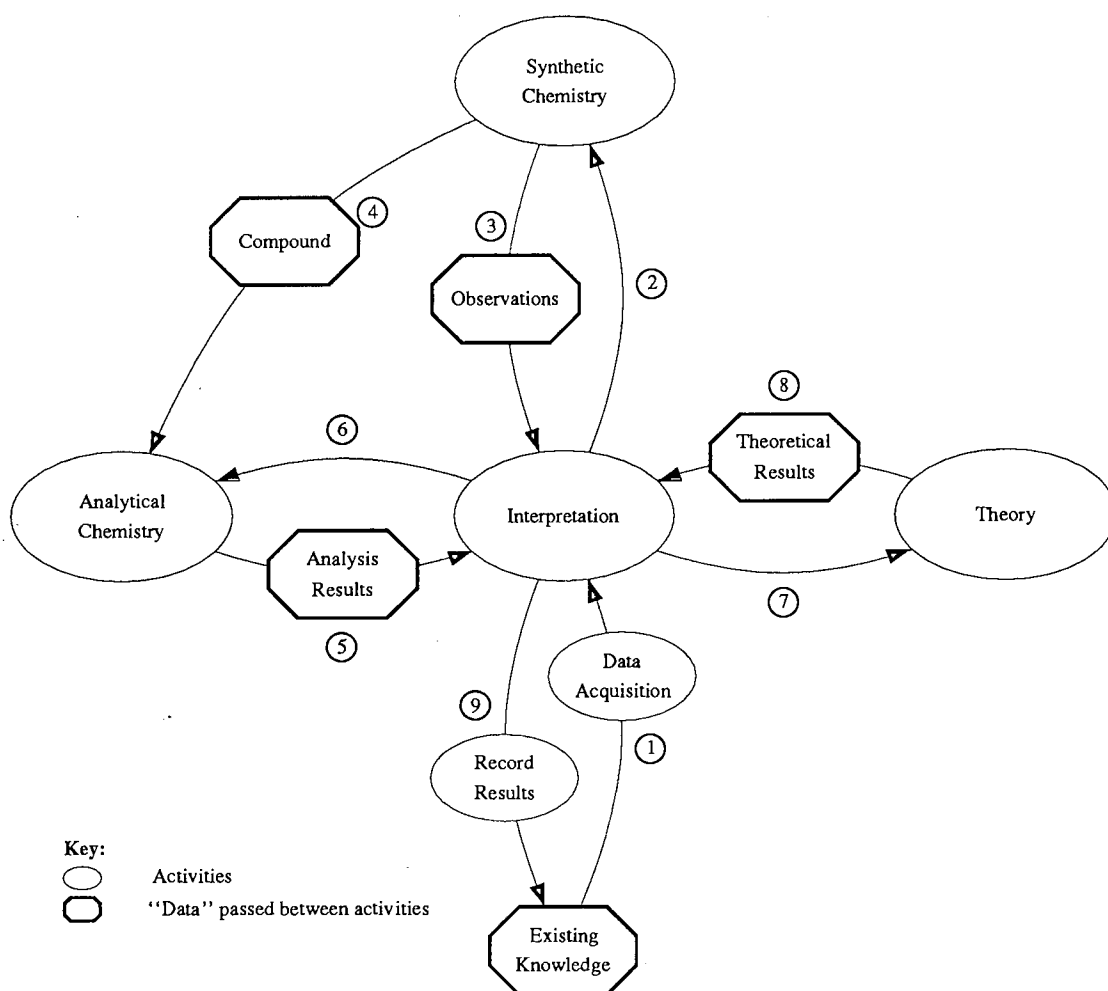 Synthetic
Chemistry
4
Compound
3
Observations
2
8
Theoretical
Results
6
Analytical
Chemistry
Interpretation
Theory
Analysis
Results
5
7
Data
Acquisition
9
1
Record
Results
Key:
Activities
“Data” passed between activities
Existing
Knowledge